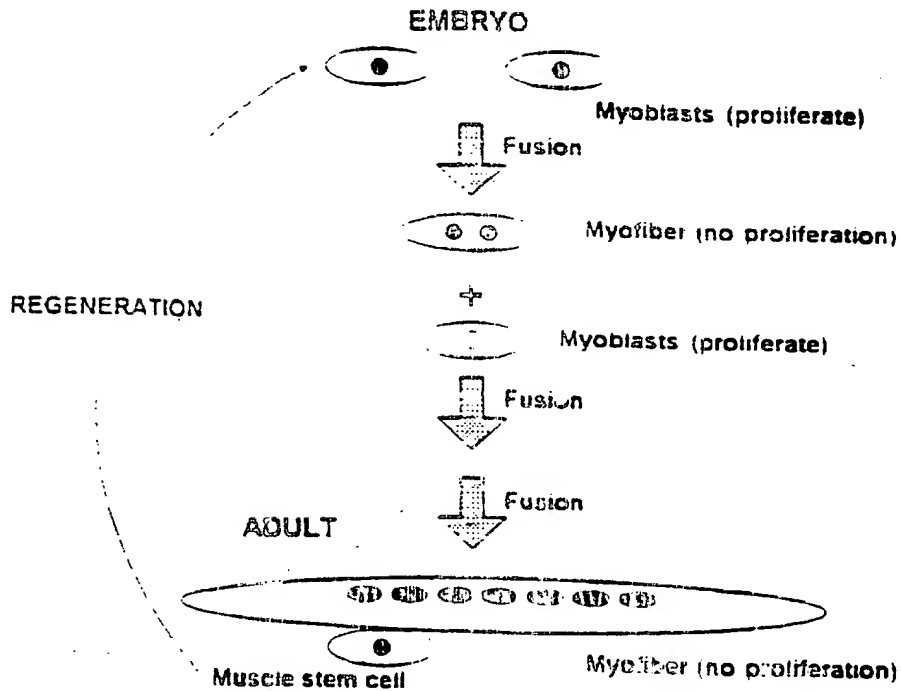 EMBRYO
Myoblasts (proliferate)
Fusion
Myofiber (no proliferation)
REGENERATION
+
Myoblasts (proliferate)
Fusion
Fusion
ADULT
Muscle stem cell
Myofiber (no proliferation)